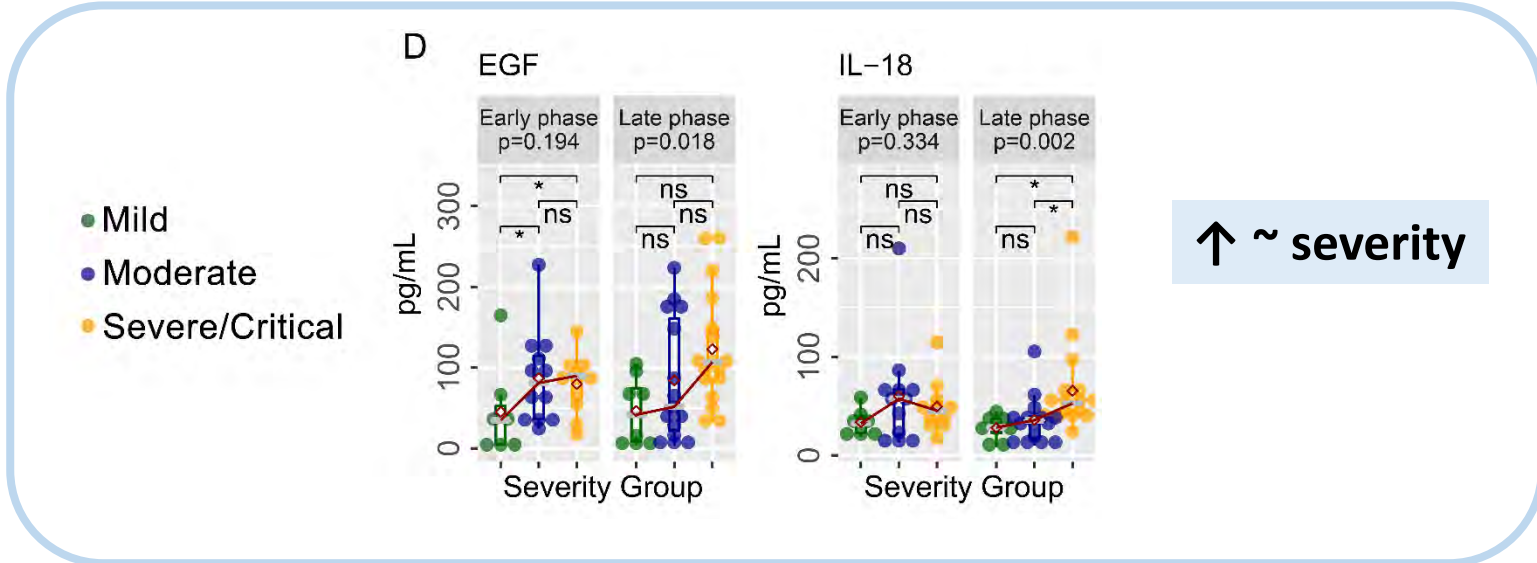 D
EGF
IL−18
Early phase
p=0.194
Late phase
p=0.018
Early phase
p=0.334
Late phase
p=0.002
*
ns
*
ns
ns
ns
ns
ns
ns
*
*
ns
300
200
100
0
pg/mL
200
100
0
pg/mL
Severity Group
Severity Group
Mild
Moderate
Severe/Critical
↑ ~ severity